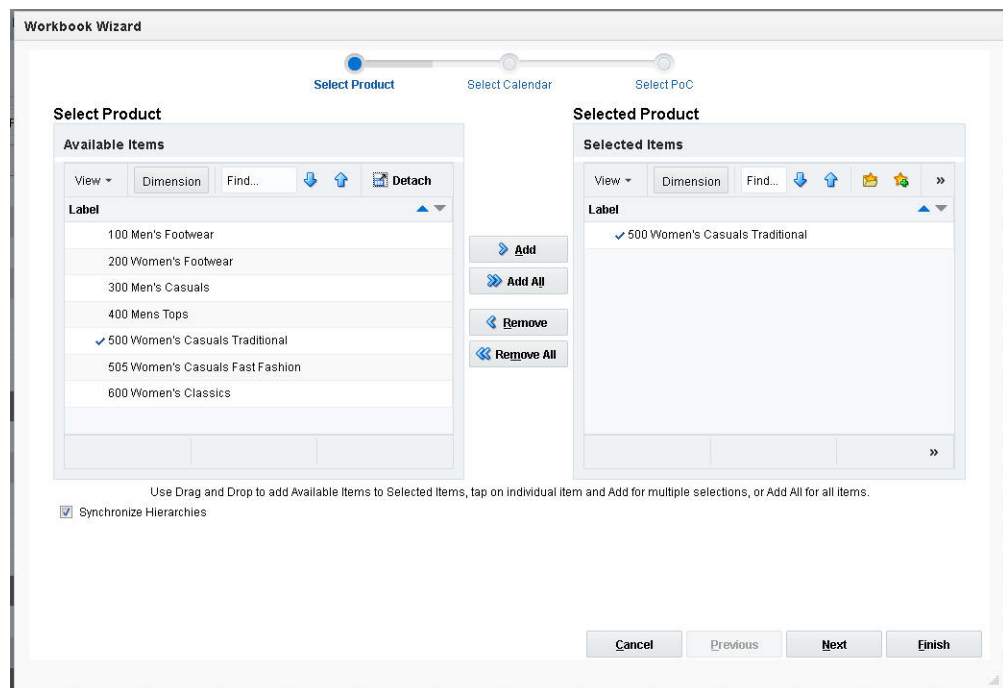 Workbook Wizard
Select Product
Select Calendar
Select PoC
Select Product
Available Items
View
Dimension
Find...
Detach
Label
100 Men's Footwear
200 Women's Footwear
300 Men's Casuals
400 Mens Tops
500 Women's Casuals Traditional
505 Women's Casuals Fast Fashion
600 Women's Classics
Add
Add All
Remove
Remove All
Selected Product
Selected Items
View
Dimension
Find...
»
Label
500 Women's Casuals Traditional
»
Use Drag and Drop to add Available Items to Selected Items, tap on individual item and Add for multiple selections, or Add All for all items.
Synchronize Hierarchies
Cancel
Previous
Next
Finish